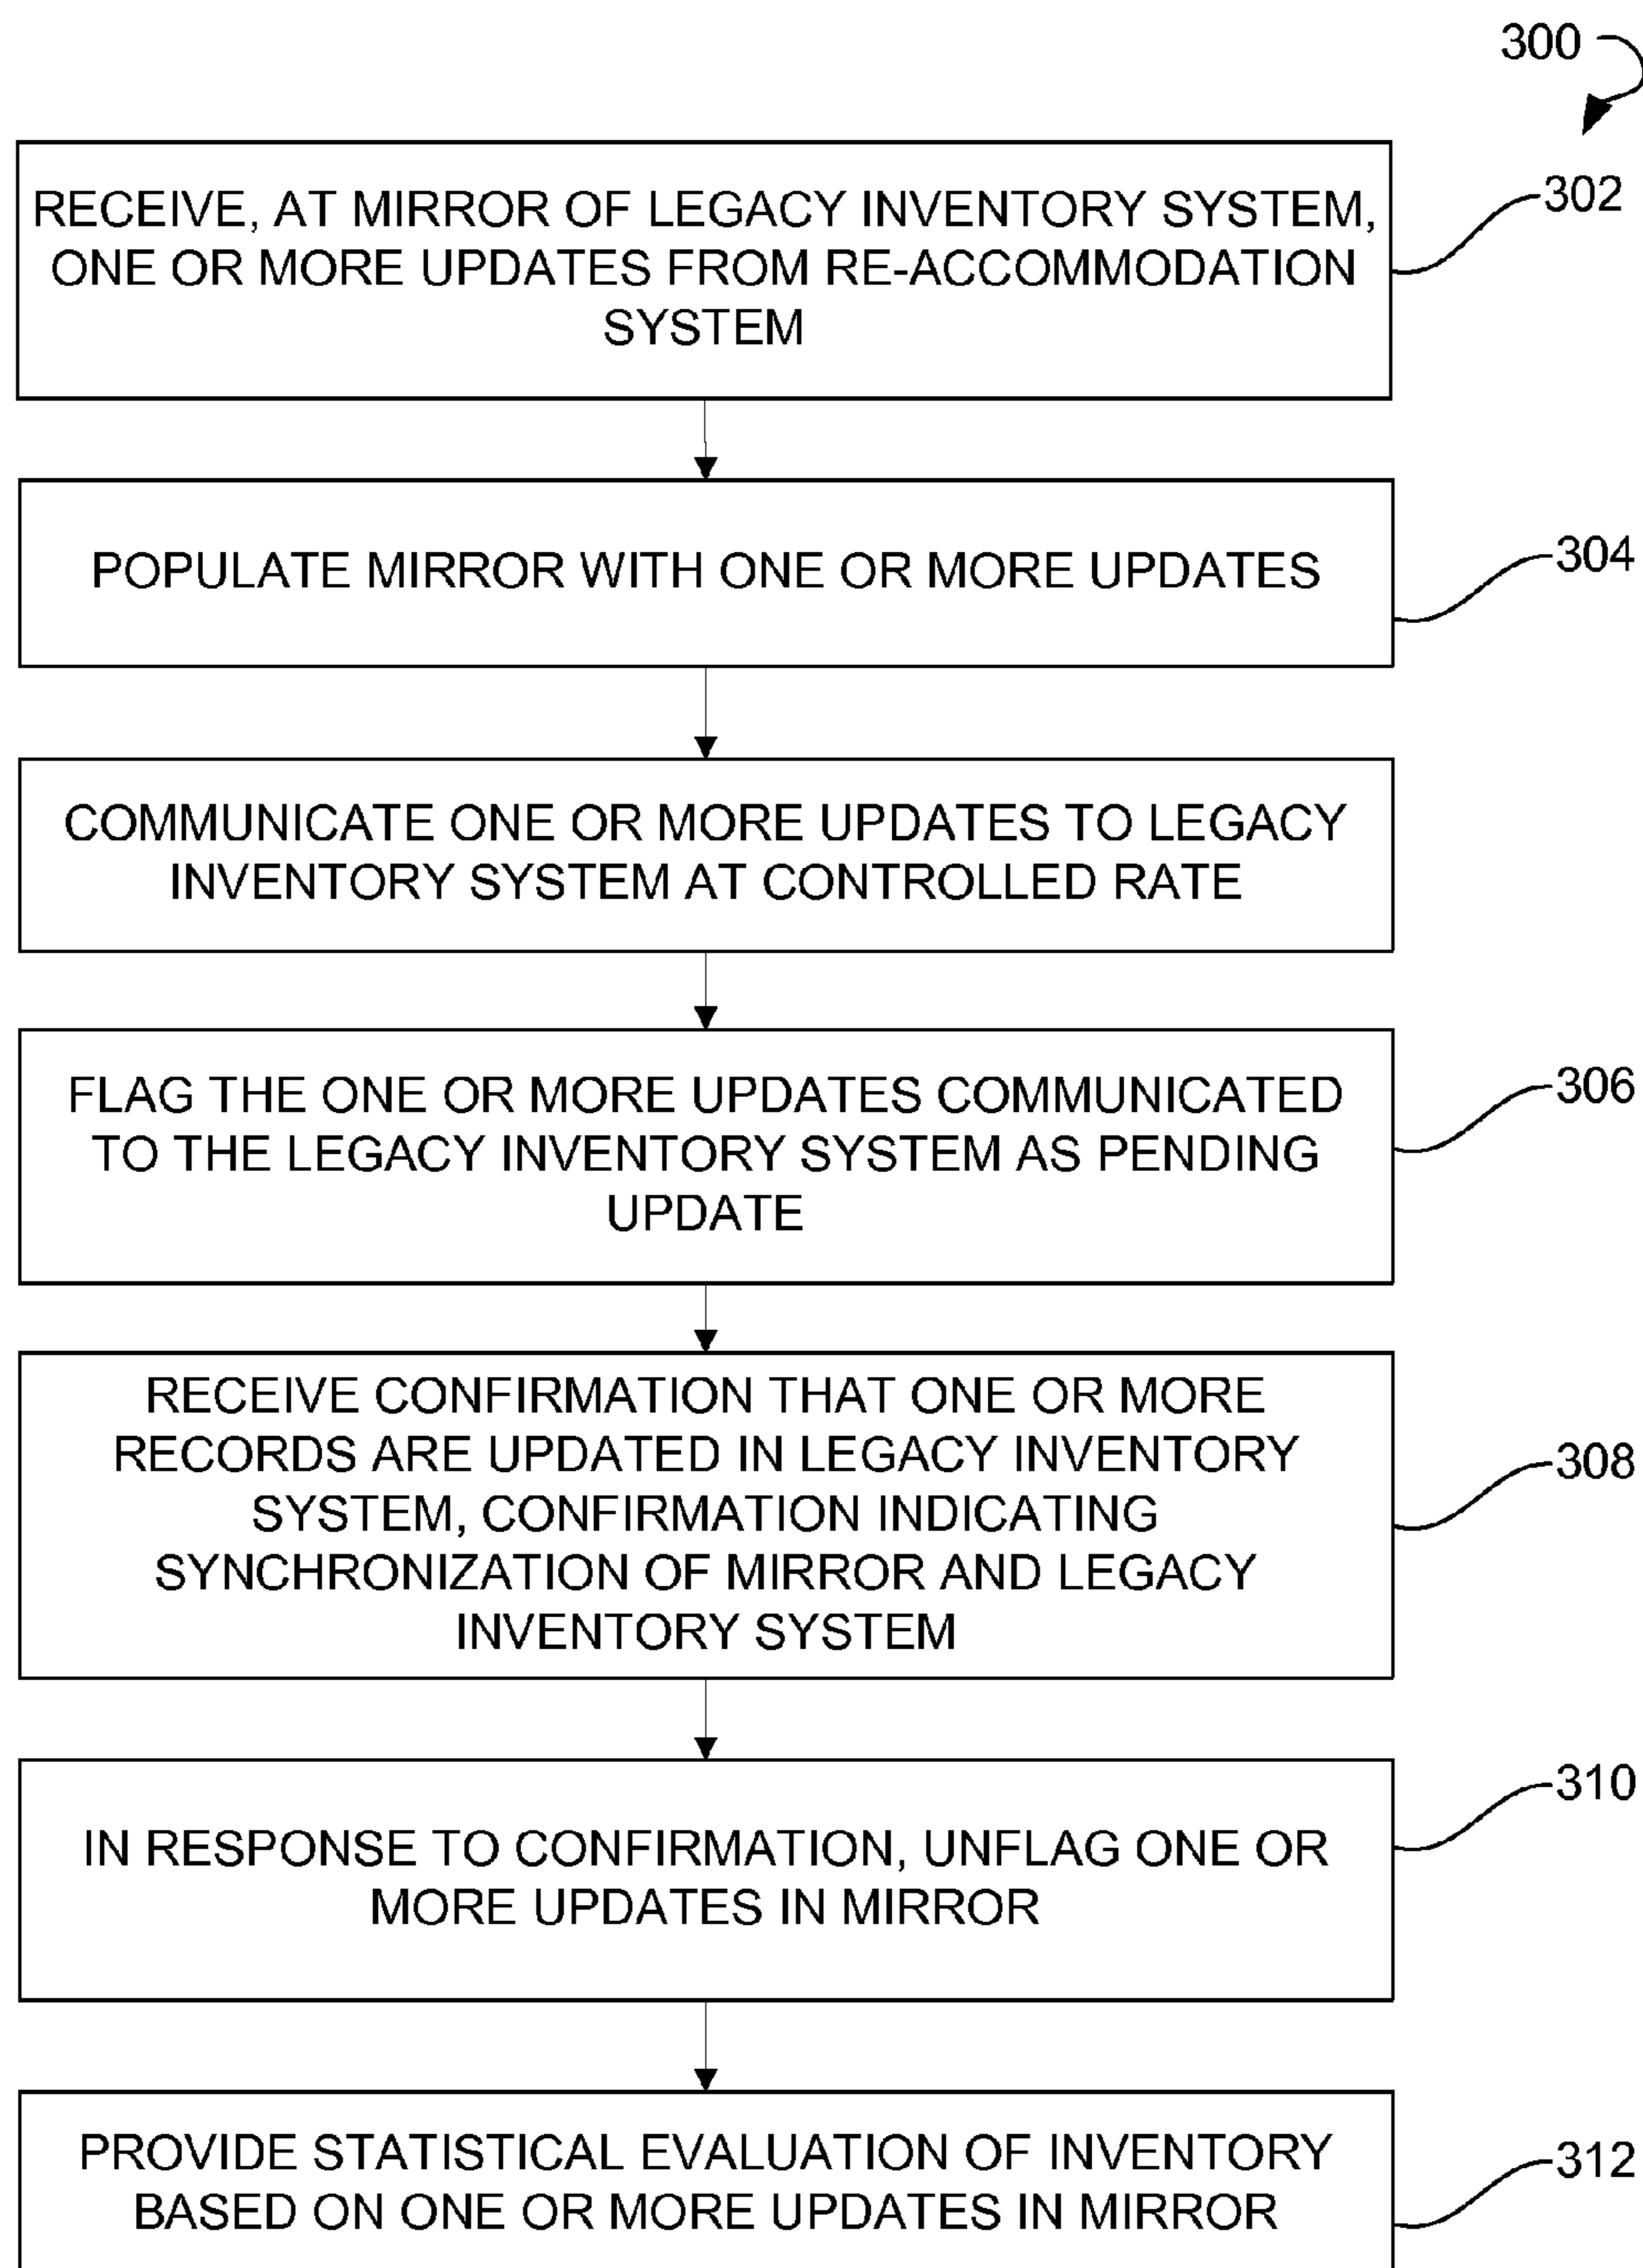 300
RECEIVE, AT MIRROR OF LEGACY INVENTORY SYSTEM,
ONE OR MORE UPDATES FROM RE-ACCOMMODATION
SYSTEM
302
POPULATE MIRROR WITH ONE OR MORE UPDATES
304
COMMUNICATE ONE OR MORE UPDATES TO LEGACY
INVENTORY SYSTEM AT CONTROLLED RATE
FLAG THE ONE OR MORE UPDATES COMMUNICATED
TO THE LEGACY INVENTORY SYSTEM AS PENDING
UPDATE
306
RECEIVE CONFIRMATION THAT ONE OR MORE
RECORDS ARE UPDATED IN LEGACY INVENTORY
SYSTEM, CONFIRMATION INDICATING
SYNCHRONIZATION OF MIRROR AND LEGACY
INVENTORY SYSTEM
308
IN RESPONSE TO CONFIRMATION, UNFLAG ONE OR
MORE UPDATES IN MIRROR
310
PROVIDE STATISTICAL EVALUATION OF INVENTORY
BASED ON ONE OR MORE UPDATES IN MIRROR
312